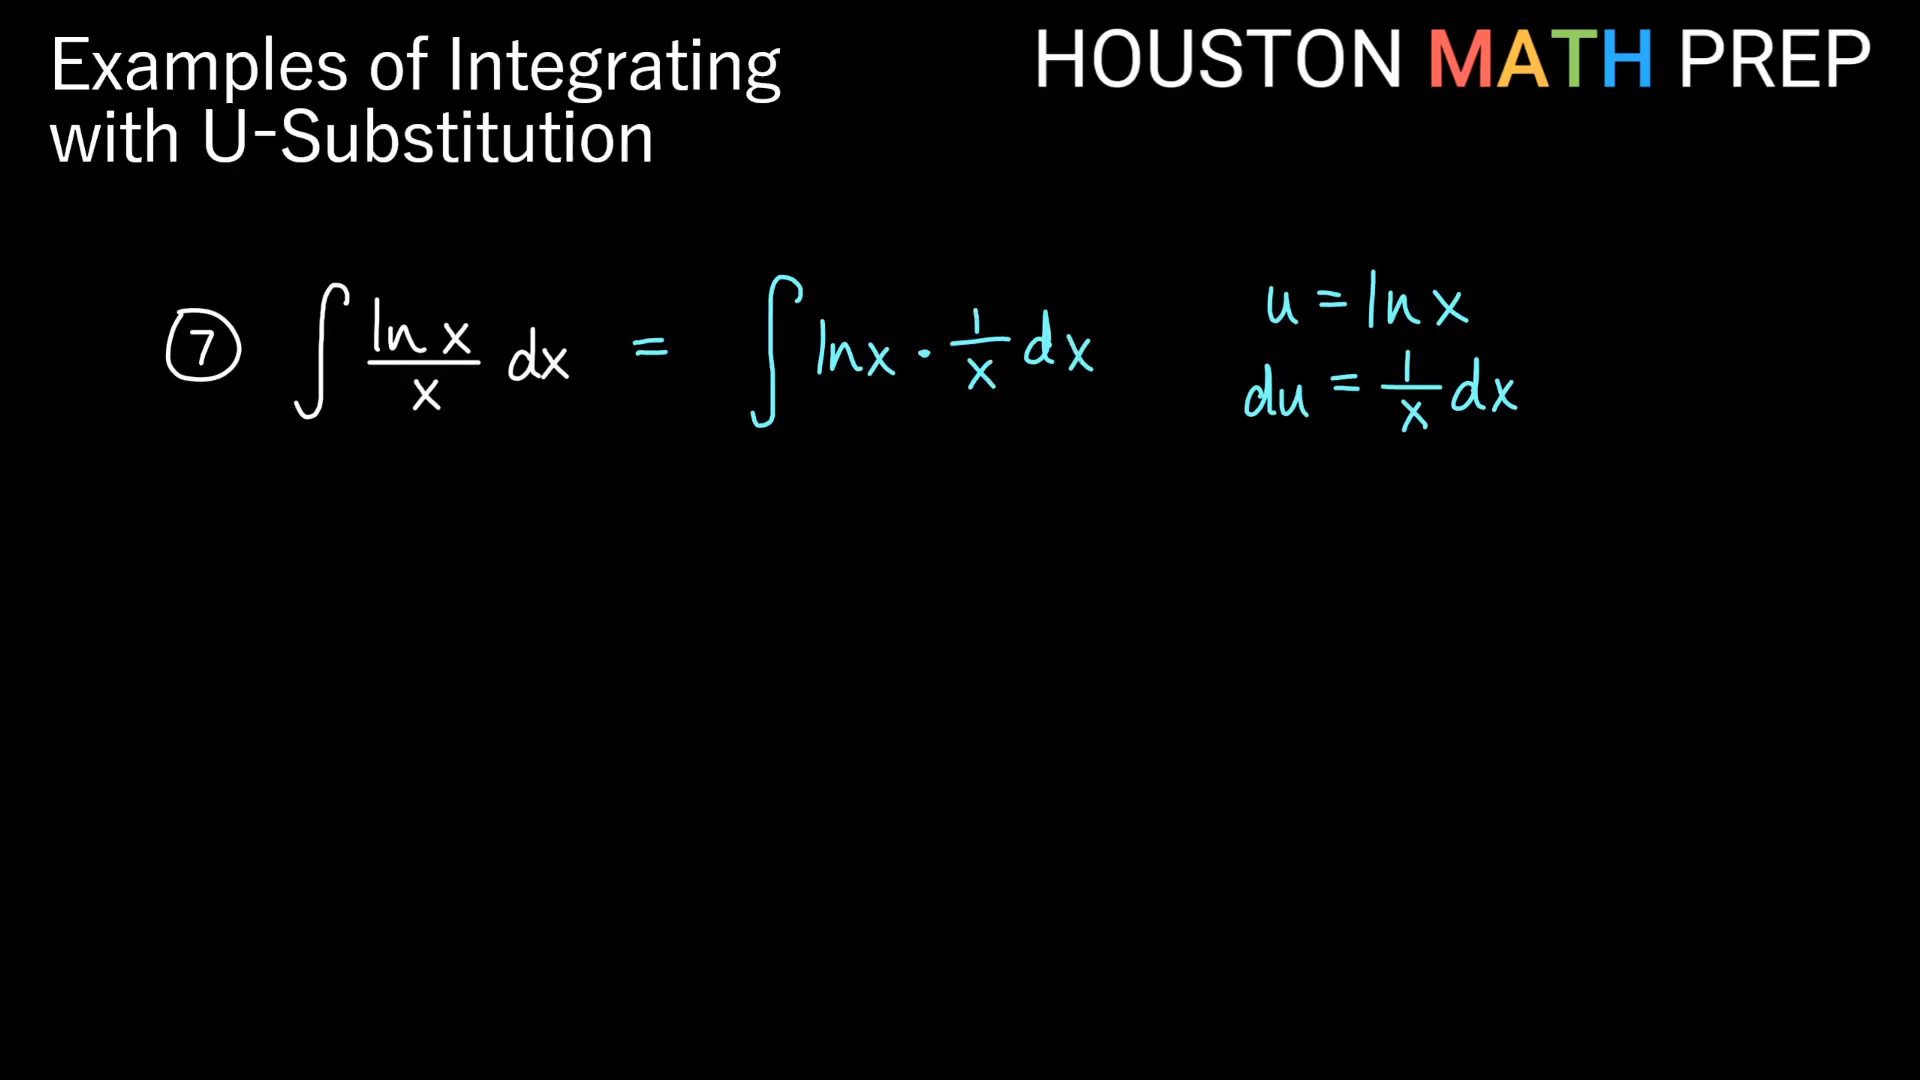 Examples of Integrating
with U-Substitution
HOUSTON MATH PREP
⑦ ∫ ln x / x dx = ∫ ln x · 1/x dx
u = ln x
du = 1/x dx